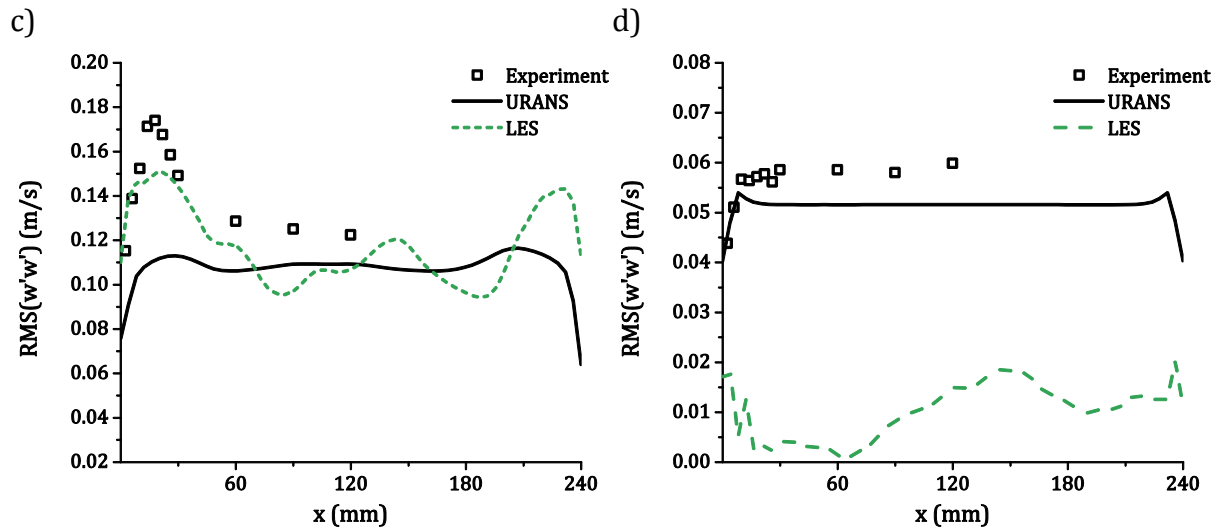 c)
0.20
0.18
0.16
0.14
0.12
0.10
0.08
0.06
0.04
0.02
RMS(w'w') (m/s)
Experiment
URANS
LES
60
120
180
240
x (mm)
d)
0.08
0.07
0.06
0.05
0.04
0.03
0.02
0.01
0.00
RMS(w'w') (m/s)
Experiment
URANS
LES
60
120
180
240
x (mm)